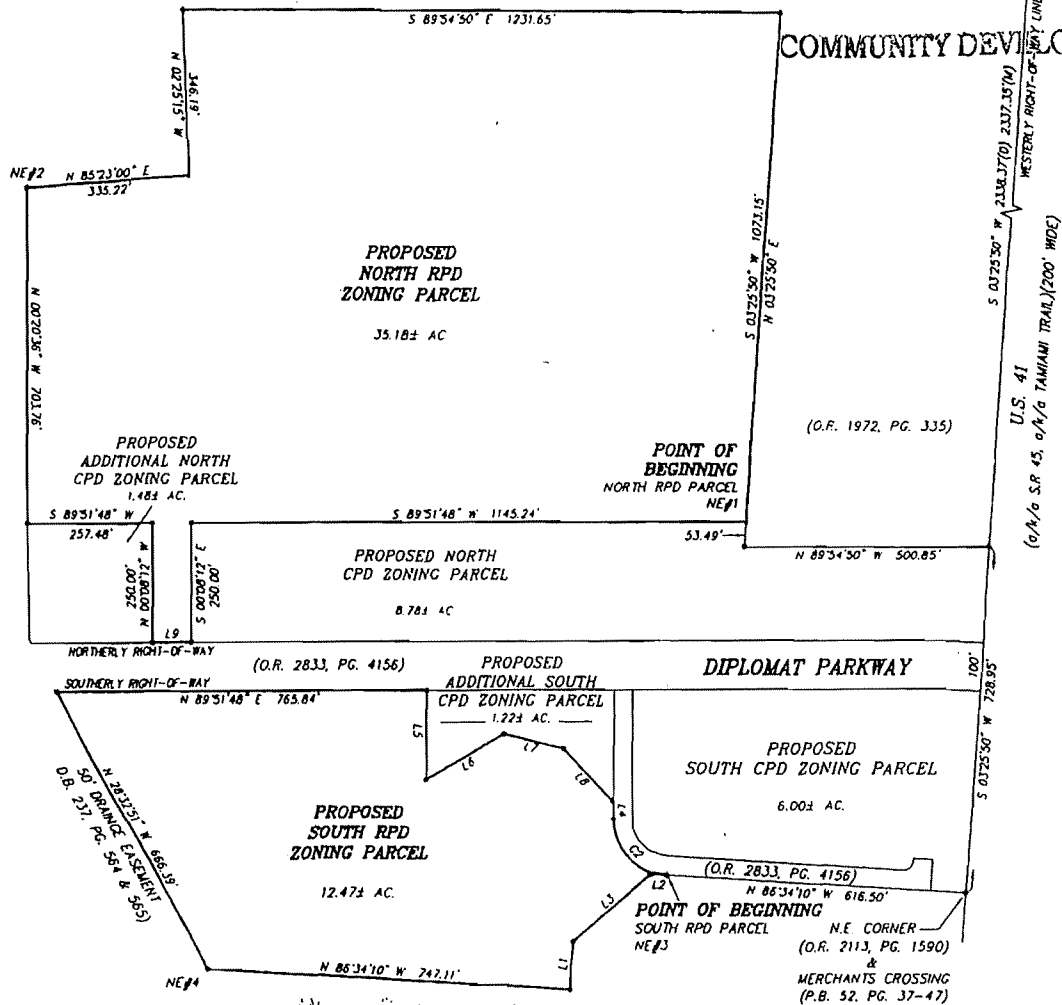 S 89°54'50" E 1231.65'
COMMUNITY
WESTERLY RIGHT-OF-WAY LINE
N 02°25'15" W
346.19'
S 03°25'50" W 2338.37'(D) 2337.35'(M)
NE#2
N 85°23'00" E
335.22'
PROPOSED
NORTH RPD
ZONING PARCEL
35.18± AC
S 03°25'50" W 1073.15'
N 03°25'50" E
N 00°20'36" W 703.76'
U.S. 41
(a/k/a S.R 45, a/k/a TAMIAMI TRAIL)(200' WIDE)
(O.R. 1972, PG. 335)
PROPOSED
ADDITIONAL NORTH
CPD ZONING PARCEL
1.48± AC.
POINT OF
BEGINNING
NORTH RPD PARCEL
NE#1
S 89°51'48" W
257.48'
S 89°51'48" W 1145.24'
53.49'
N 89°54'50" W 500.85'
N 00°08'12" W
250.00'
S 00°08'12" E
250.00'
PROPOSED NORTH
CPD ZONING PARCEL
8.78± AC
L9
NORTHERLY RIGHT-OF-WAY
(O.R. 2833, PG. 4156)
DIPLOMAT PARKWAY
100'
SOUTHERLY RIGHT-OF-WAY
N 89°51'48" E 765.84'
PROPOSED
ADDITIONAL SOUTH
CPD ZONING PARCEL
1.22± AC.
S 03°25'50" W 728.95'
L5
L6
L7
L8
L4
PROPOSED
SOUTH CPD ZONING PARCEL
6.00± AC.
N 28°32'51" W 666.39'
50' DRAINGE EASEMENT
D.B. 237, PG. 564 & 565)
PROPOSED
SOUTH RPD
ZONING PARCEL
12.47± AC.
C2
(O.R. 2833, PG. 4156)
N 86°34'10" W 616.50'
L2
L3
L1
POINT OF BEGINNING
SOUTH RPD PARCEL
NE#3
N.E. CORNER
(O.R. 2113, PG. 1590)
&
MERCHANTS CROSSING
(P.B. 52, PG. 37-47)
NE#4
N 86°34'10" W 747.11'